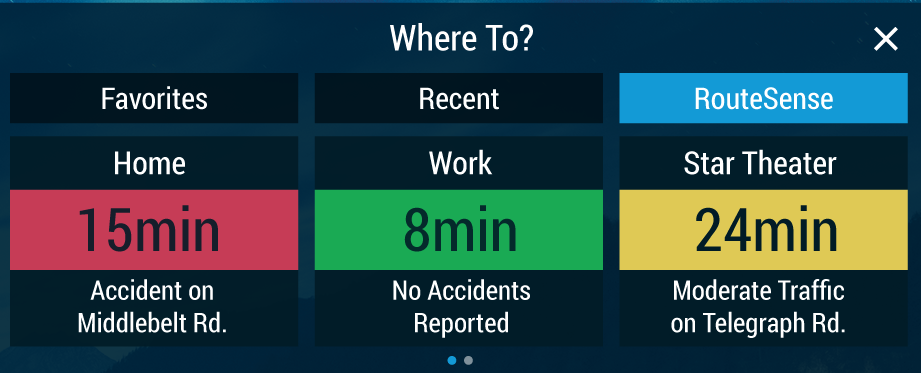 Where To?
Favorites
Recent
RouteSense
Home
15min
Accident on
Middlebelt Rd.
Work
8min
No Accidents
Reported
Star Theater
24min
Moderate Traffic
on Telegraph Rd.